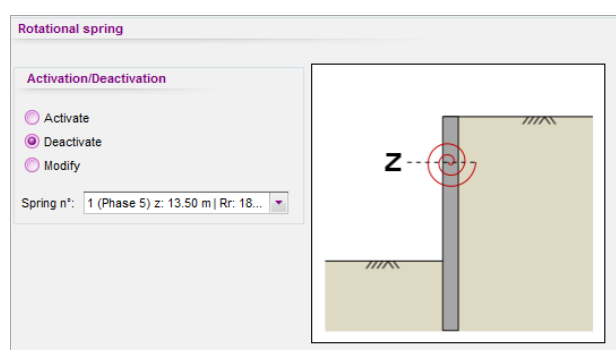 Rotational spring
Activation/Deactivation
Activate
Deactivate
Modify
Spring n°: 1 (Phase 5) z: 13.50 m | Rr: 18...
Z